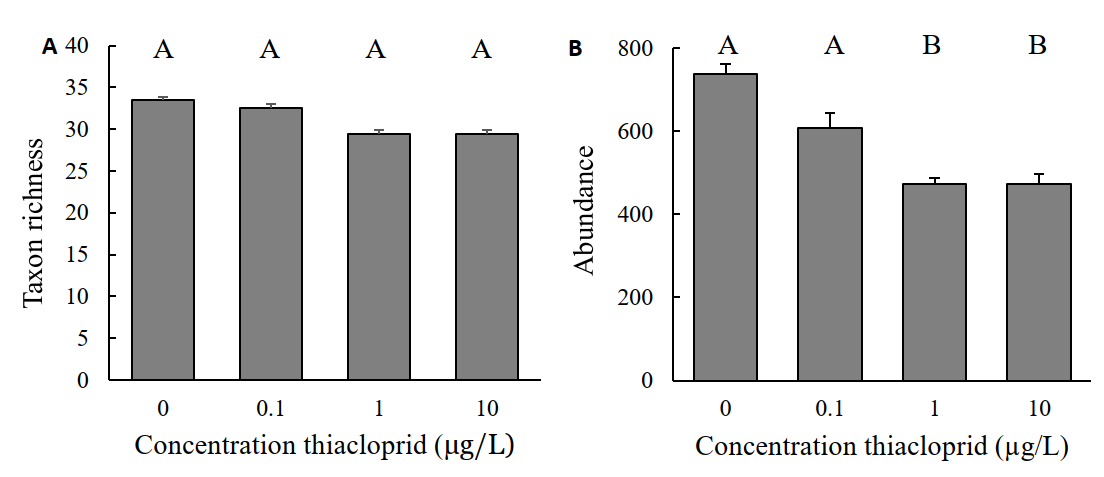 A
A A A A
40
35
30
25
20
15
10
5
0
Taxon richness
0 0.1 1 10
Concentration thiacloprid (µg/L)
B
A A B B
800
600
400
200
0
Abundance
0 0.1 1 10
Concentration thiacloprid (µg/L)